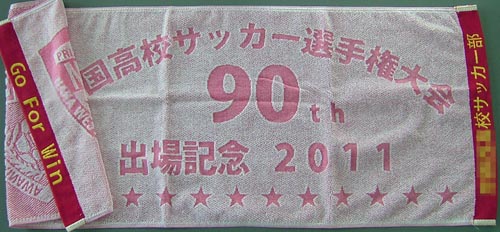 Go For Win
国高校サッカー選手権大会
90th
出場記念 2011
校サッカー部